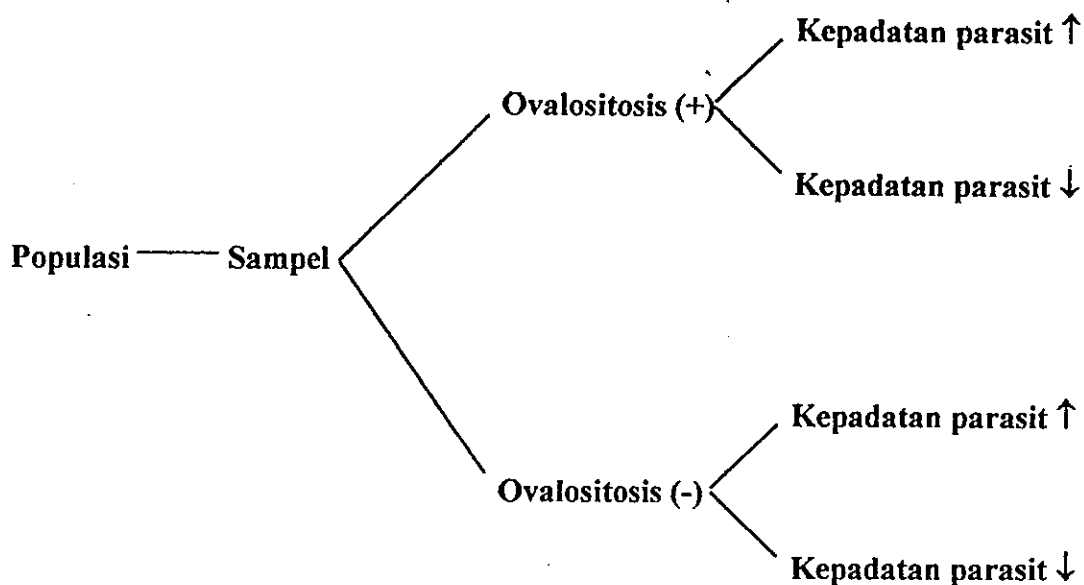 Kepadatan parasit ↑
Ovalositosis (+)
Kepadatan parasit ↓
Populasi
Sampel
Kepadatan parasit ↑
Ovalositosis (-)
Kepadatan parasit ↓